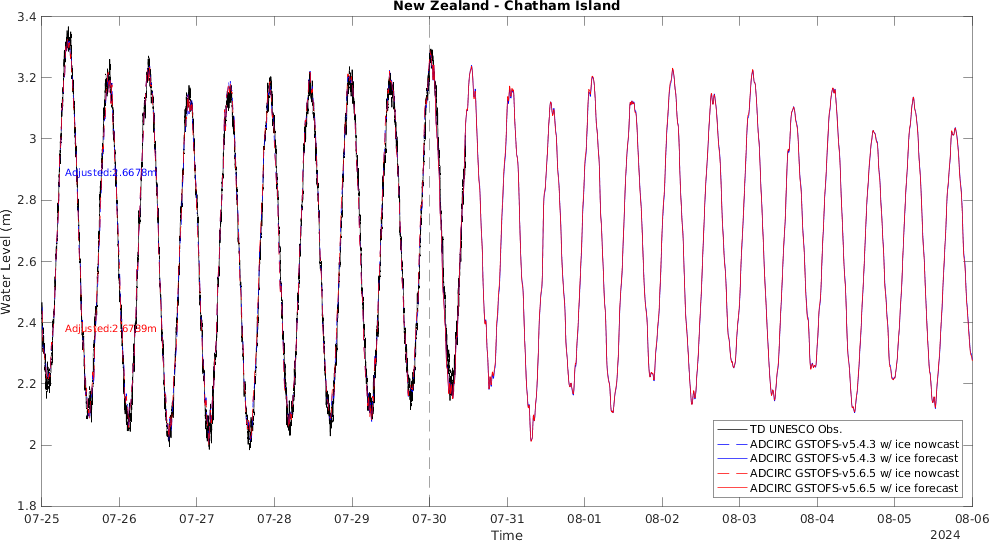 New Zealand - Chatham Island
3.4
3.2
3
2.8
2.6
2.4
2.2
2
1.8
Water Level (m)
Adjusted:2.6678m
Adjusted:2.6789m
TD UNESCO Obs.
ADCIRC GSTOFS-v5.4.3 w/ ice nowcast
ADCIRC GSTOFS-v5.4.3 w/ ice forecast
ADCIRC GSTOFS-v5.6.5 w/ ice nowcast
ADCIRC GSTOFS-v5.6.5 w/ ice forecast
07-25 07-26 07-27 07-28 07-29 07-30 07-31 08-01 08-02 08-03 08-04 08-05 08-06
Time
2024